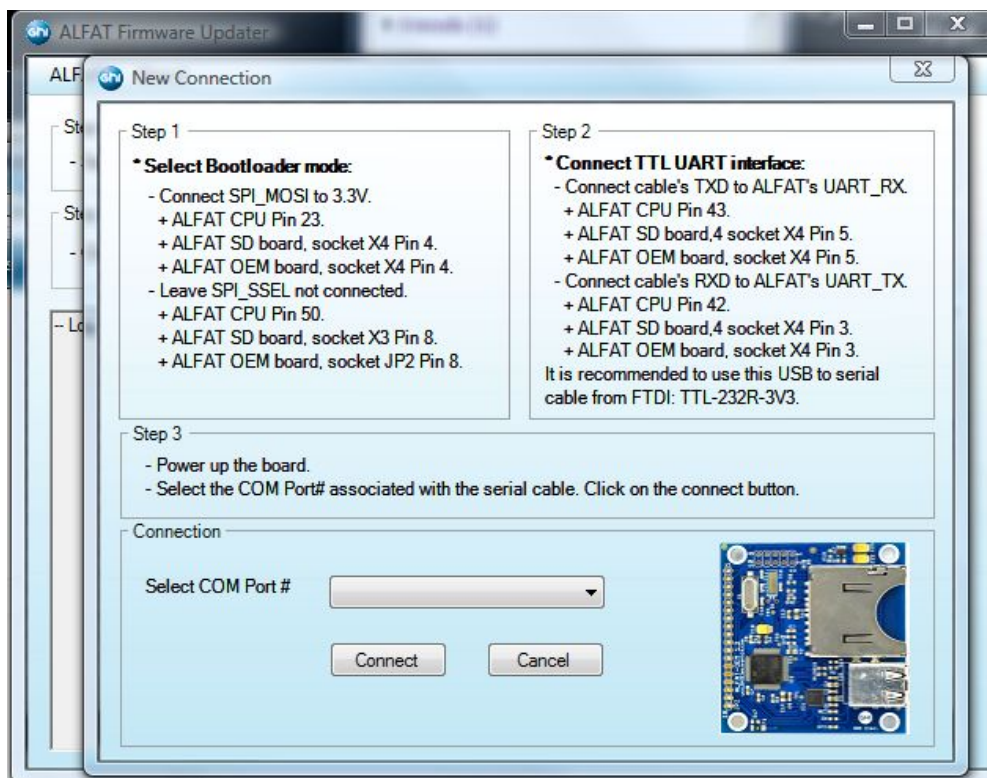 ALFAT Firmware Updater
ALF
GHI New Connection
Step 1
* Select Bootloader mode:
- Connect SPI_MOSI to 3.3V.
+ ALFAT CPU Pin 23.
+ ALFAT SD board, socket X4 Pin 4.
+ ALFAT OEM board, socket X4 Pin 4.
- Leave SPI_SSEL not connected.
+ ALFAT CPU Pin 50.
+ ALFAT SD board, socket X3 Pin 8.
+ ALFAT OEM board, socket JP2 Pin 8.
Step 2
* Connect TTL UART interface:
- Connect cable's TXD to ALFAT's UART_RX.
+ ALFAT CPU Pin 43.
+ ALFAT SD board,4 socket X4 Pin 5.
+ ALFAT OEM board, socket X4 Pin 5.
- Connect cable's RXD to ALFAT's UART_TX.
+ ALFAT CPU Pin 42.
+ ALFAT SD board,4 socket X4 Pin 3.
+ ALFAT OEM board, socket X4 Pin 3.
It is recommended to use this USB to serial
cable from FTDI: TTL-232R-3V3.
Step 3
- Power up the board.
- Select the COM Port# associated with the serial cable. Click on the connect button.
Connection
Select COM Port #
Connect
Cancel